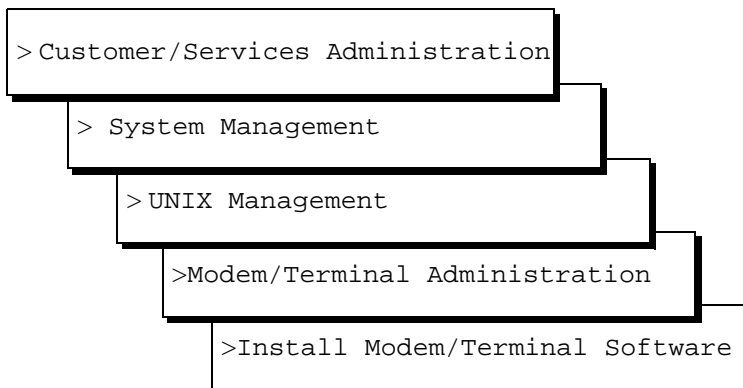 > Customer/Services Administration
> System Management
> UNIX Management
>Modem/Terminal Administration
>Install Modem/Terminal Software